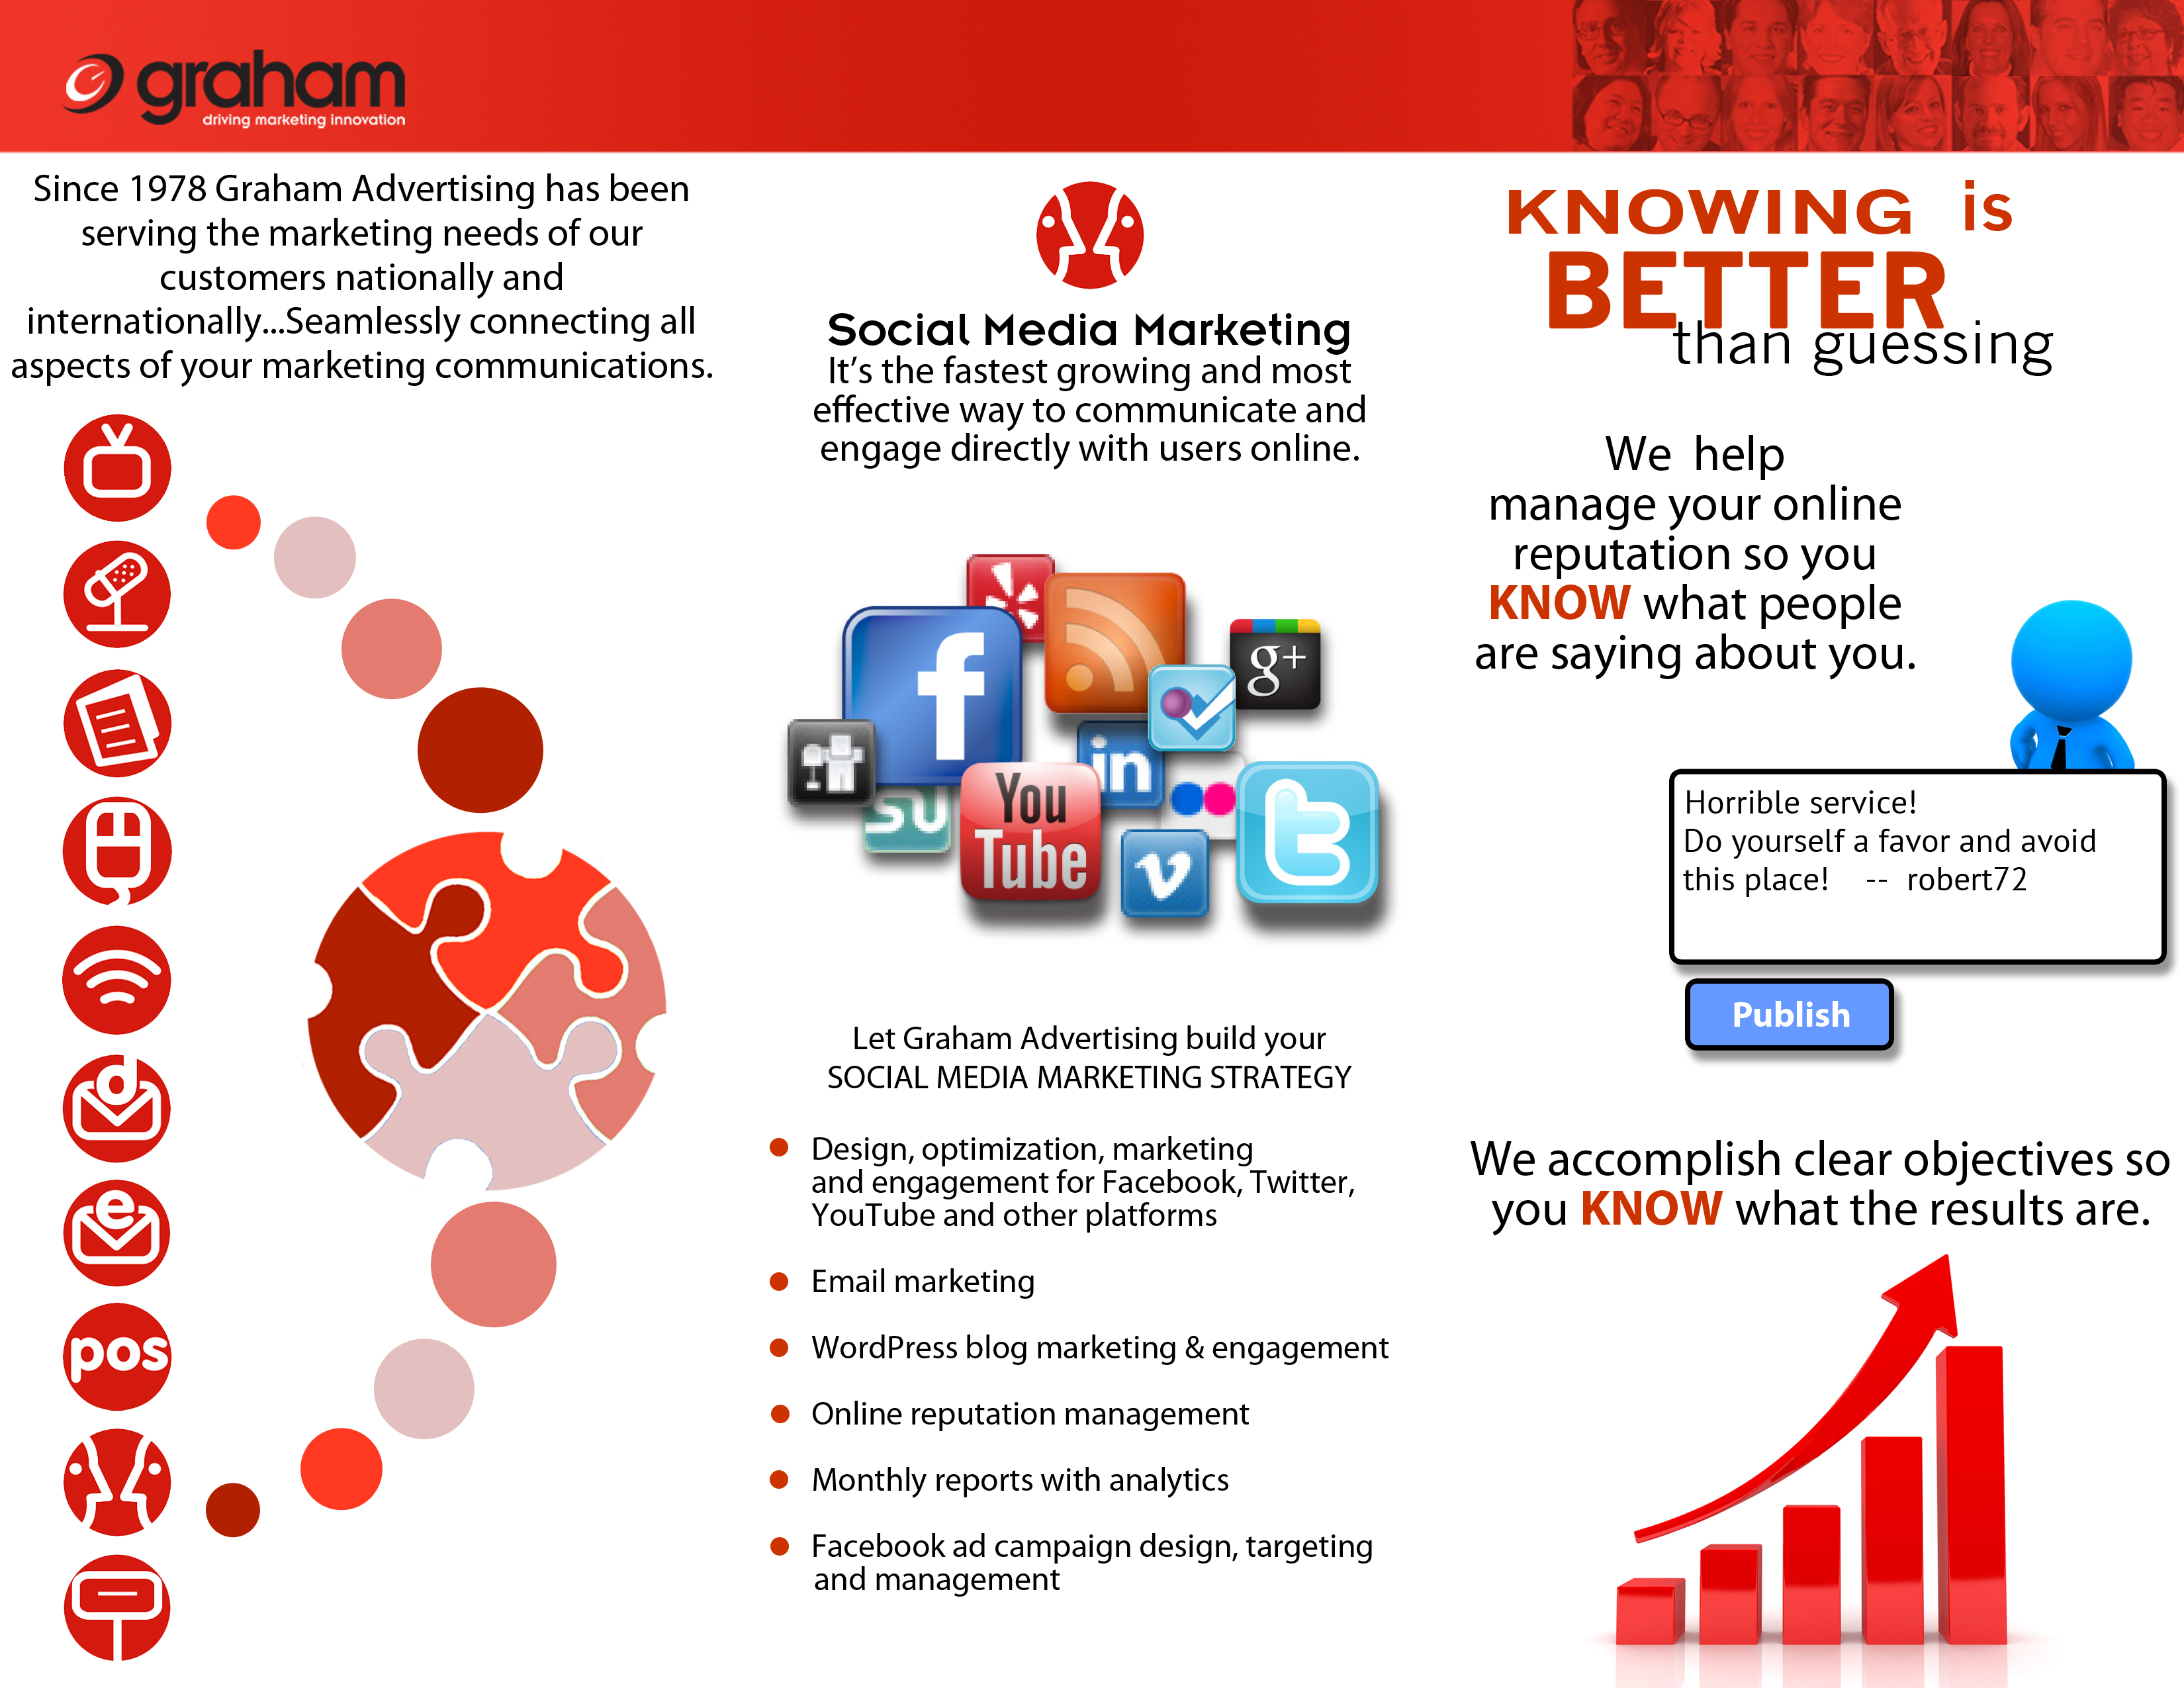 graham
driving marketing innovation
Since 1978 Graham Advertising has been
serving the marketing needs of our
customers nationally and
internationally...Seamlessly connecting all
aspects of your marketing communications.
d
e
pos
Social Media Marketing
It’s the fastest growing and most
effective way to communicate and
engage directly with users online.
f
g+
in
su
You
Tube
v
t
Let Graham Advertising build your
SOCIAL MEDIA MARKETING STRATEGY
Design, optimization, marketing
and engagement for Facebook, Twitter,
YouTube and other platforms
Email marketing
WordPress blog marketing & engagement
Online reputation management
Monthly reports with analytics
Facebook ad campaign design, targeting
and management
KNOWING is
BETTER
than guessing
We help
manage your online
reputation so you
KNOW what people
are saying about you.
Horrible service!
Do yourself a favor and avoid
this place! -- robert72
Publish
We accomplish clear objectives so
you KNOW what the results are.